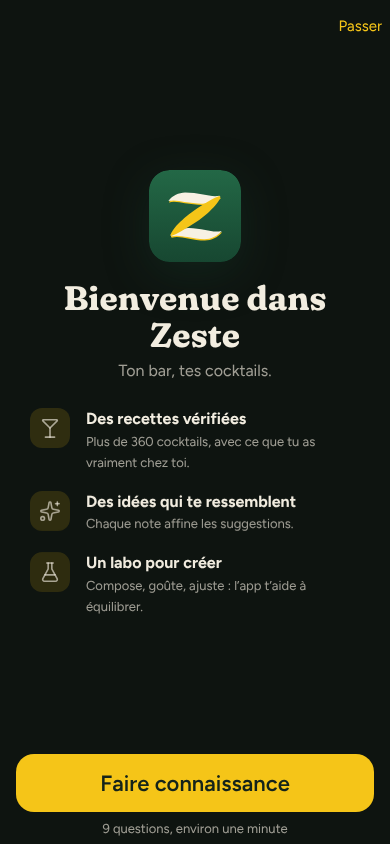 Passer
Bienvenue dans
Zeste
Ton bar, tes cocktails.
Des recettes vérifiées
Plus de 360 cocktails, avec ce que tu as
vraiment chez toi.
Des idées qui te ressemblent
Chaque note affine les suggestions.
Un labo pour créer
Compose, goûte, ajuste : l’app t’aide à
équilibrer.
Faire connaissance
9 questions, environ une minute